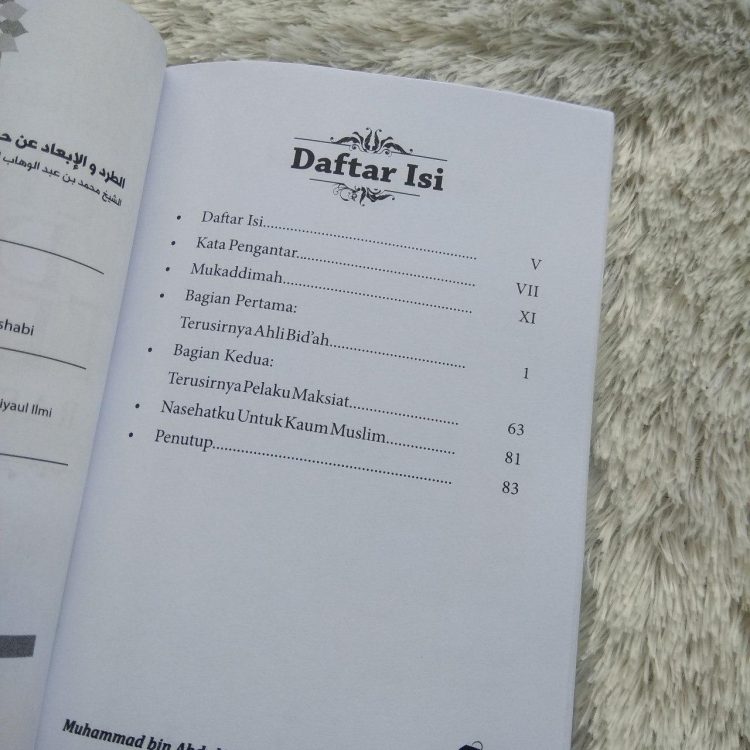 الطرد و الإبعاد عن
الشيخ محمد بن عبد الوهاب
shabi
iyaul Ilmi
Daftar Isi
• Daftar Isi................................................ V
• Kata Pengantar................................................ VII
• Mukaddimah................................................ XI
• Bagian Pertama:
Terusirnya Ahli Bid'ah................................... 1
• Bagian Kedua:
Terusirnya Pelaku Maksiat........................... 63
• Nasehatku Untuk Kaum Muslim................. 81
• Penutup............................................................ 83
Muhammad bin